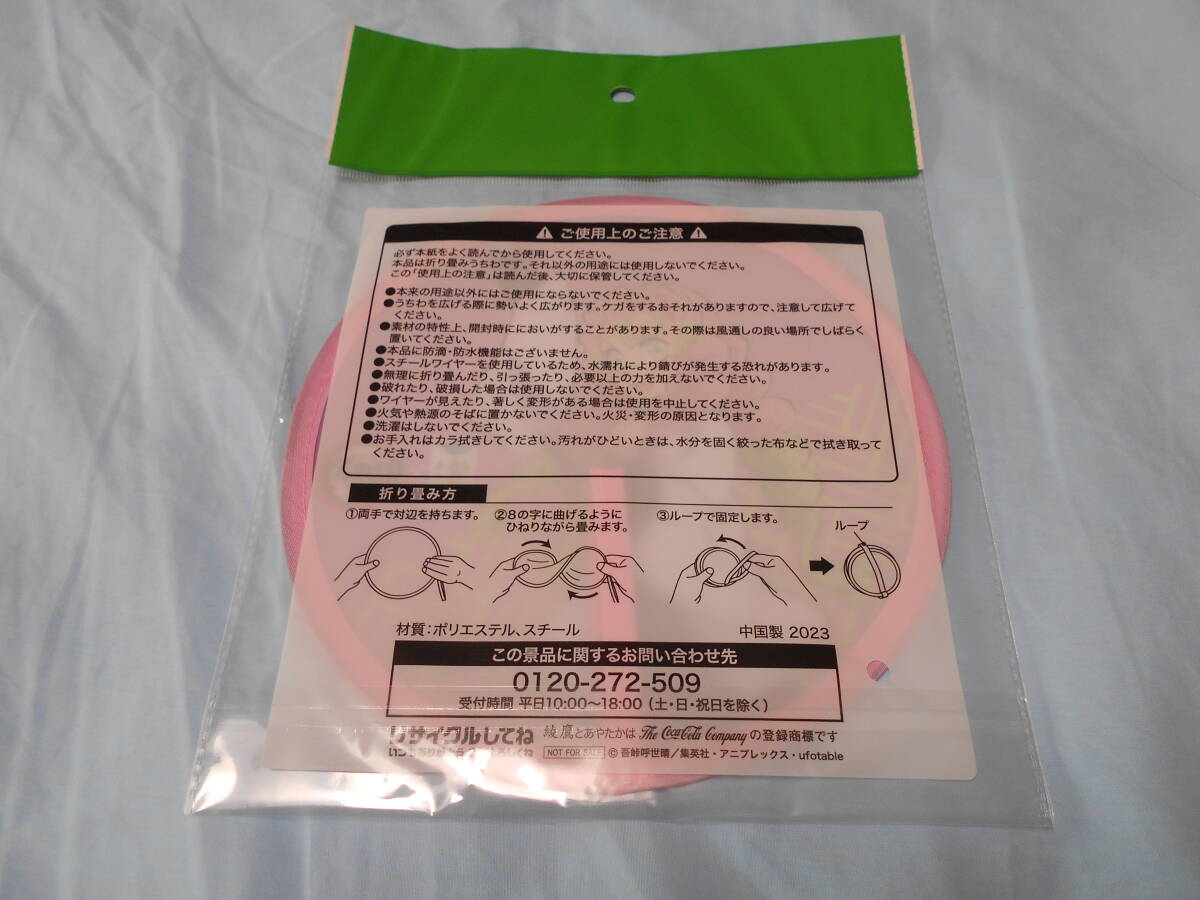 ⚠ ご使用上のご注意 ⚠
必ず本紙をよく読んでから使用してください。
本品は折り畳みうちわです。それ以外の用途には使用しないでください。
この「使用上の注意」は読んだ後、大切に保管してください。
●本来の用途以外にはご使用にならないでください。
●うちわを広げる際に勢いよく広がります。ケガをするおそれがありますので、注意して広げて
ください。
●素材の特性上、開封時ににおいがすることがあります。その際は風通しの良い場所でしばらく
置いてください。
●本品に防滴・防水機能はございません。
●スチールワイヤーを使用しているため、水濡れにより錆びが発生する恐れがあります。
●無理に折り畳んだり、引っ張ったり、必要以上の力を加えないでください。
●破れたり、破損した場合は使用しないでください。
●ワイヤーが見えたり、著しく変形がある場合は使用を中止してください。
●火気や熱源のそばに置かないでください。火災・変形の原因となります。
●洗濯はしないでください。
●お手入れはカラ拭きしてください。汚れがひどいときは、水分を固く絞った布などで拭き取って
ください。
折り畳み方
①両手で対辺を持ちます。
②8の字に曲げるように
ひねりながら畳みます。
③ループで固定します。
ループ
材質:ポリエステル、スチール
中国製 2023
この景品に関するお問い合わせ先
0120-272-509
受付時間 平日10:00〜18:00(土・日・祝日を除く)
リサイクルしてね
綾鷹とあやたかは The Coca-Cola Company の登録商標です
NOT FOR SALE ©吾峠呼世晴/集英社・アニプレックス・ufotable